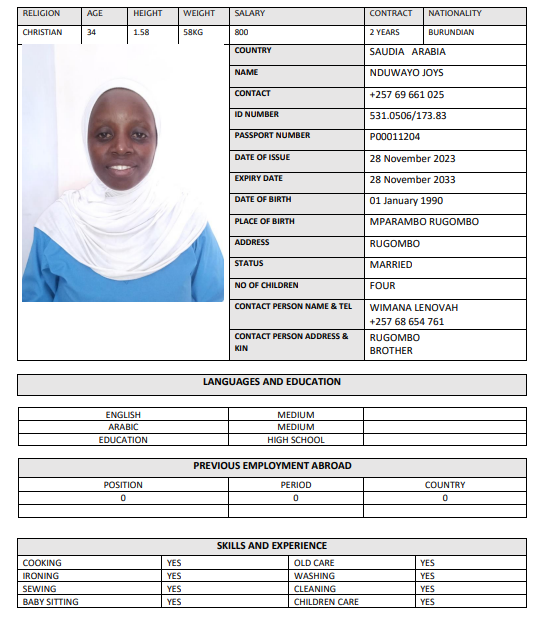 RELIGION AGE HEIGHT WEIGHT SALARY CONTRACT NATIONALITY
CHRISTIAN 34 1.58 58KG 800 2 YEARS BURUNDIAN
COUNTRY SAUDIA ARABIA
NAME NDUWAYO JOYS
CONTACT +257 69 661 025
ID NUMBER 531.0506/173.83
PASSPORT NUMBER P00011204
DATE OF ISSUE 28 November 2023
EXPIRY DATE 28 November 2033
DATE OF BIRTH 01 January 1990
PLACE OF BIRTH MPARAMBO RUGOMBO
ADDRESS RUGOMBO
STATUS MARRIED
NO OF CHILDREN FOUR
CONTACT PERSON NAME & TEL WIMANA LENOVAH
+257 68 654 761
CONTACT PERSON ADDRESS & RUGOMBO
KIN BROTHER
LANGUAGES AND EDUCATION
ENGLISH MEDIUM
ARABIC MEDIUM
EDUCATION HIGH SCHOOL
PREVIOUS EMPLOYMENT ABROAD
POSITION PERIOD COUNTRY
0 0 0
SKILLS AND EXPERIENCE
COOKING YES OLD CARE YES
IRONING YES WASHING YES
SEWING YES CLEANING YES
BABY SITTING YES CHILDREN CARE YES